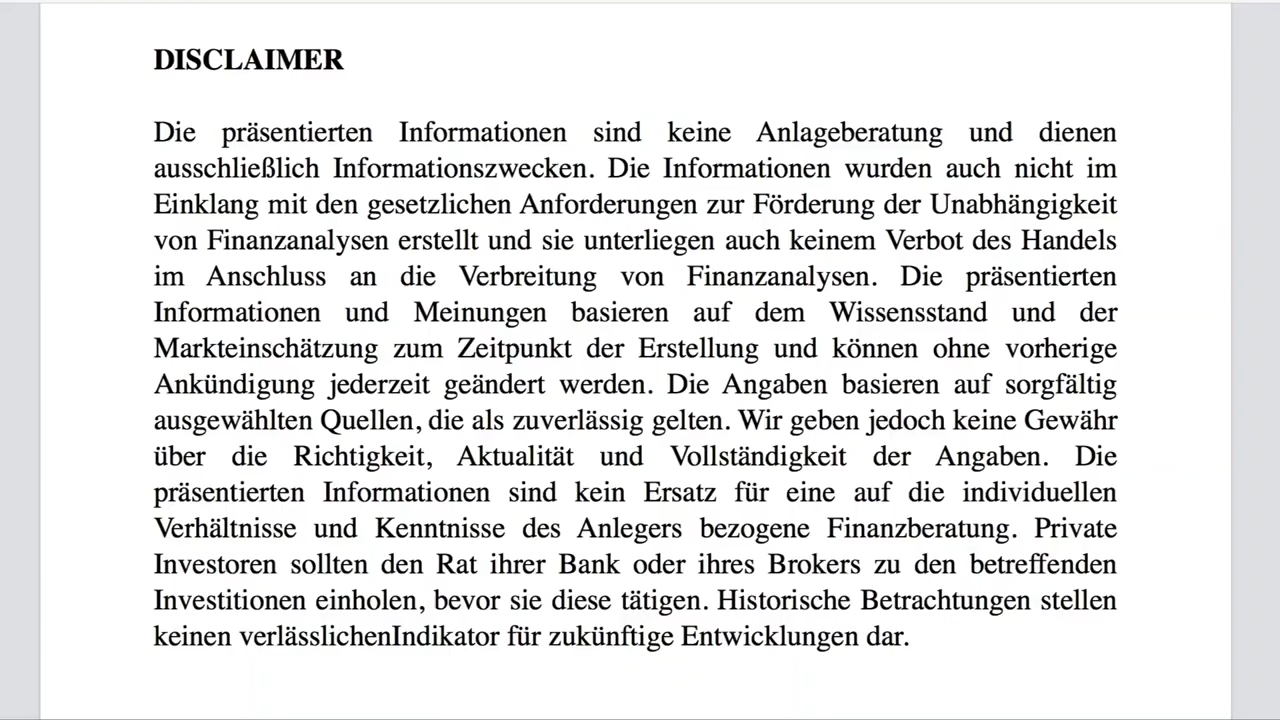 DISCLAIMER
Die präsentierten Informationen sind keine Anlageberatung und dienen
ausschließlich Informationszwecken. Die Informationen wurden auch nicht im
Einklang mit den gesetzlichen Anforderungen zur Förderung der Unabhängigkeit
von Finanzanalysen erstellt und sie unterliegen auch keinem Verbot des Handels
im Anschluss an die Verbreitung von Finanzanalysen. Die präsentierten
Informationen und Meinungen basieren auf dem Wissensstand und der
Markteinschätzung zum Zeitpunkt der Erstellung und können ohne vorherige
Ankündigung jederzeit geändert werden. Die Angaben basieren auf sorgfältig
ausgewählten Quellen, die als zuverlässig gelten. Wir geben jedoch keine Gewähr
über die Richtigkeit, Aktualität und Vollständigkeit der Angaben. Die
präsentierten Informationen sind kein Ersatz für eine auf die individuellen
Verhältnisse und Kenntnisse des Anlegers bezogene Finanzberatung. Private
Investoren sollten den Rat ihrer Bank oder ihres Brokers zu den betreffenden
Investitionen einholen, bevor sie diese tätigen. Historische Betrachtungen stellen
keinen verlässlichenIndikator für zukünftige Entwicklungen dar.